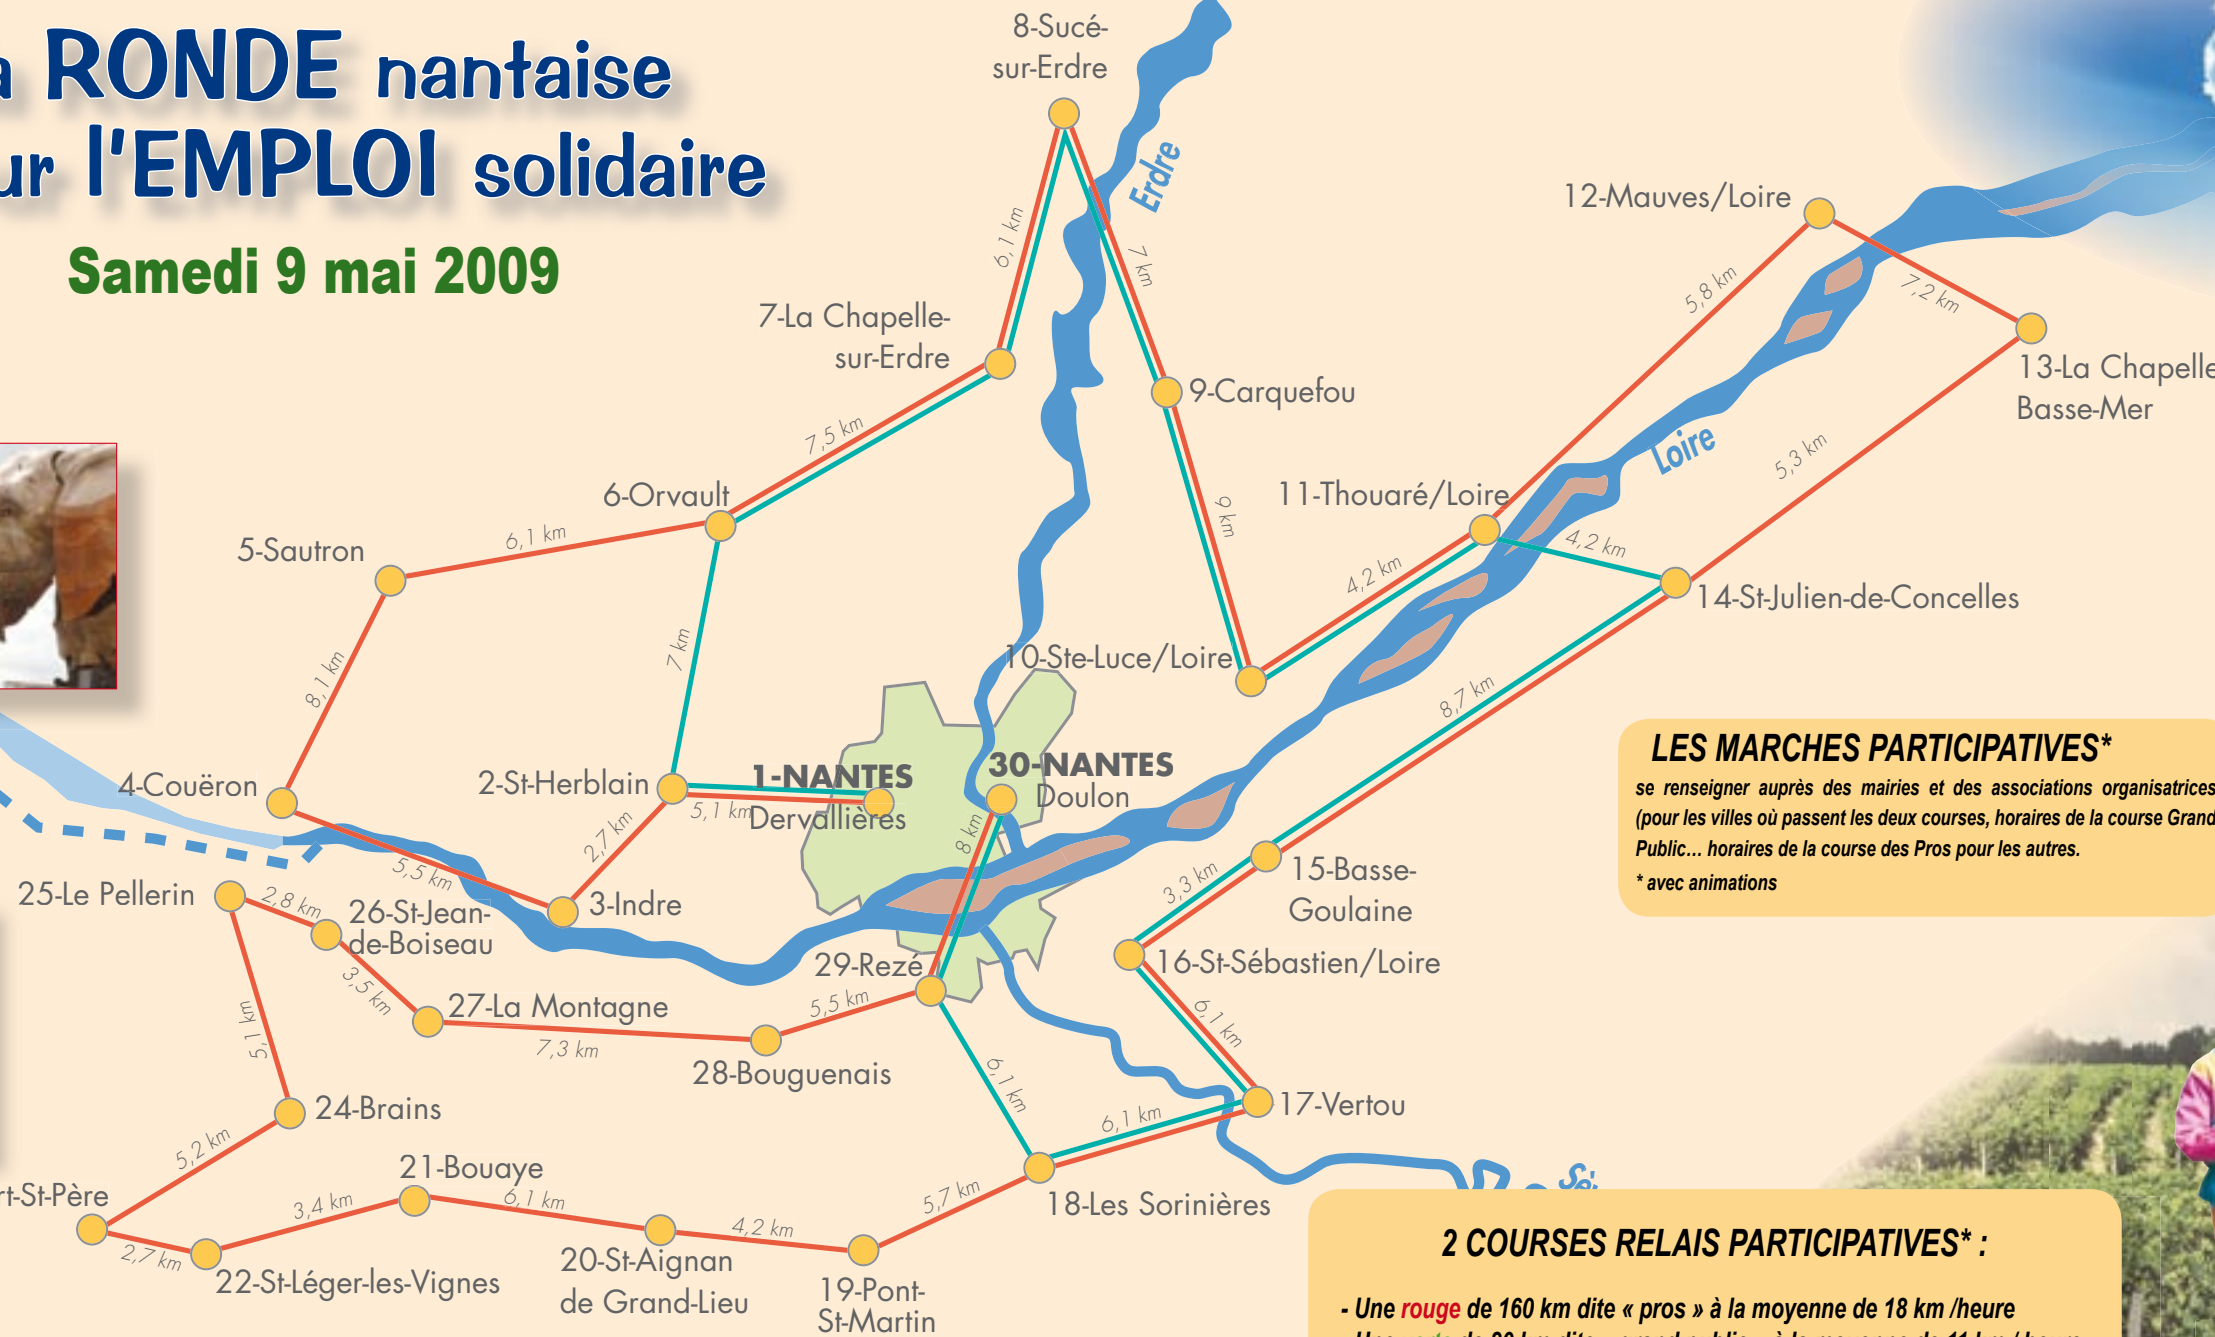 RONDE nantaise
l'EMPLOI solidaire
Samedi 9 mai 2009
8-Sucé-
sur-Erdre
Erdre
6,1 km
7 km
12-Mauves/Loire
5,8 km
7,2 km
7-La Chapelle-
sur-Erdre
9-Carquefou
13-La Chapelle
Basse-Mer
7,5 km
Loire
5,3 km
6-Orvault
11-Thouaré/Loire
5-Sautron
6,1 km
9 km
4,2 km
4,2 km
14-St-Julien-de-Concelles
8,1 km
7 km
10-Ste-Luce/Loire
8,7 km
4-Couëron
2-St-Herblain
1-NANTES
Dervallières
5,1 km
30-NANTES
Doulon
2,7 km
8 km
5,5 km
3-Indre
LES MARCHES PARTICIPATIVES*
se renseigner auprès des mairies et des associations organisatrices
(pour les villes où passent les deux courses, horaires de la course Grand
Public... horaires de la course des Pros pour les autres.
* avec animations
25-Le Pellerin
2,8 km
26-St-Jean-
de-Boiseau
3,3 km
15-Basse-
Goulaine
29-Rezé
16-St-Sébastien/Loire
3,5 km
27-La Montagne
5,5 km
5,1 km
7,3 km
6,1 km
28-Bouguenais
6,1 km
24-Brains
6,1 km
17-Vertou
5,2 km
21-Bouaye
rt-St-Père
3,4 km
6,1 km
5,7 km
18-Les Sorinières
4,2 km
2,7 km
22-St-Léger-les-Vignes
20-St-Aignan
de Grand-Lieu
19-Pont-
St-Martin
2 COURSES RELAIS PARTICIPATIVES* :
- Une rouge de 160 km dite « pros » à la moyenne de 18 km /heure